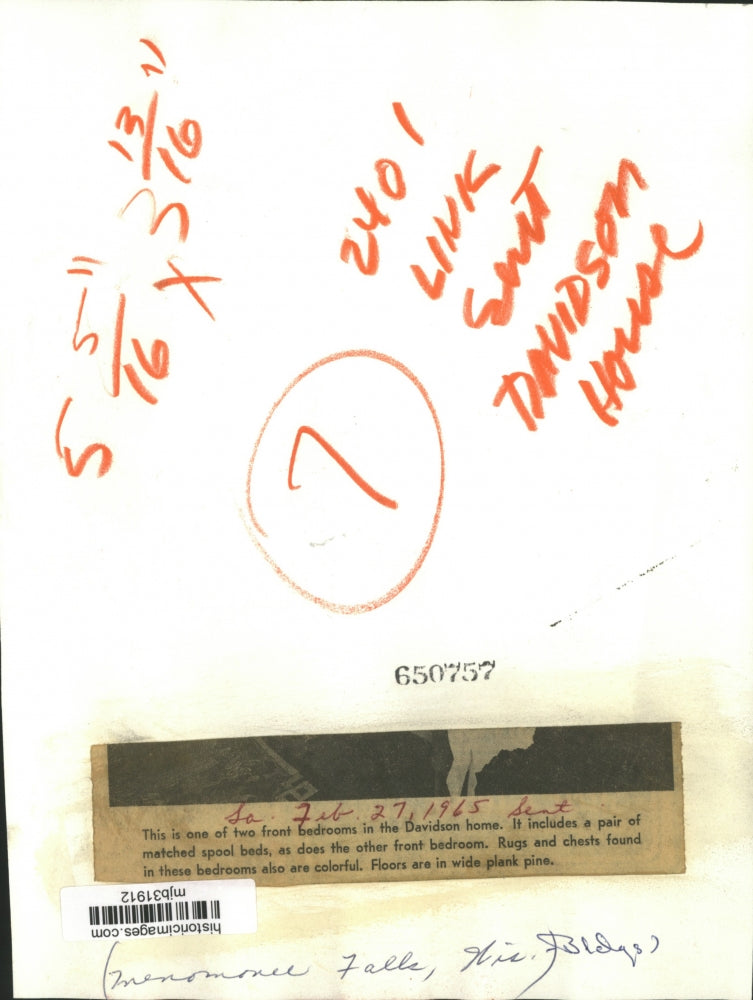 5 5/16" x 3 13/16"
2401
LINK
Sent
DAVIDSON
House
7
650757
Sa. Feb. 27, 1965 Sent
This is one of two front bedrooms in the Davidson home. It includes a pair of
matched spool beds, as does the other front bedroom. Rugs and chests found
in these bedrooms also are colorful. Floors are in wide plank pine.
historicimages.com
mjb31912
(Menomonee Falls, Wis. (Bldgs)